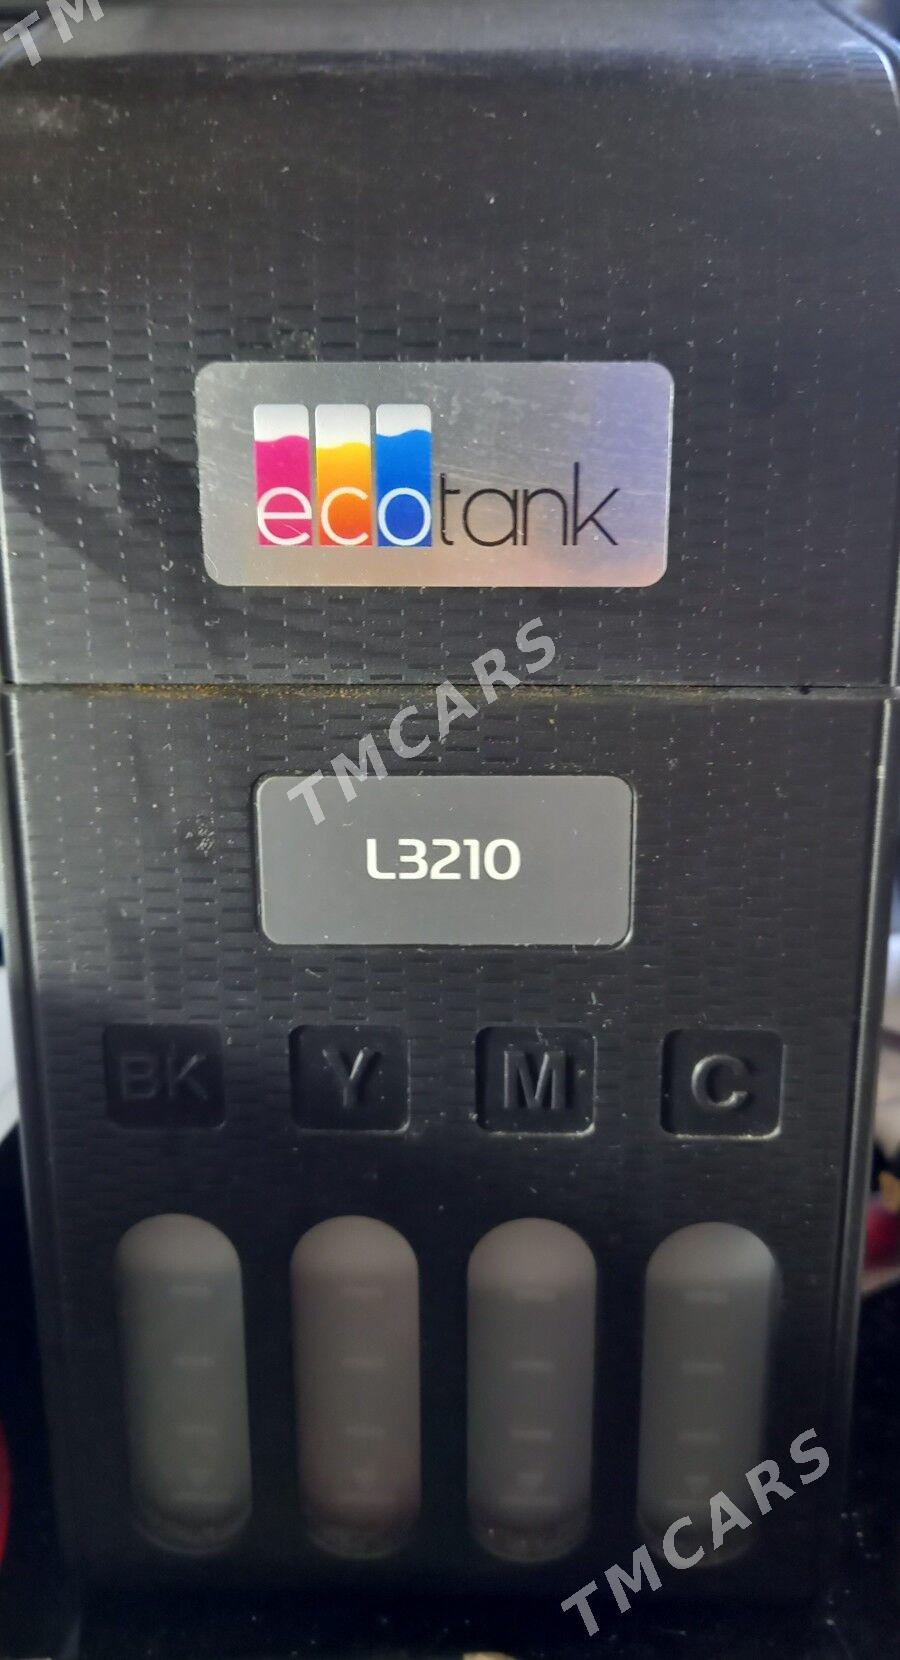 TM
ecotank
TMCARS
L3210
BK Y M C
TMCARS